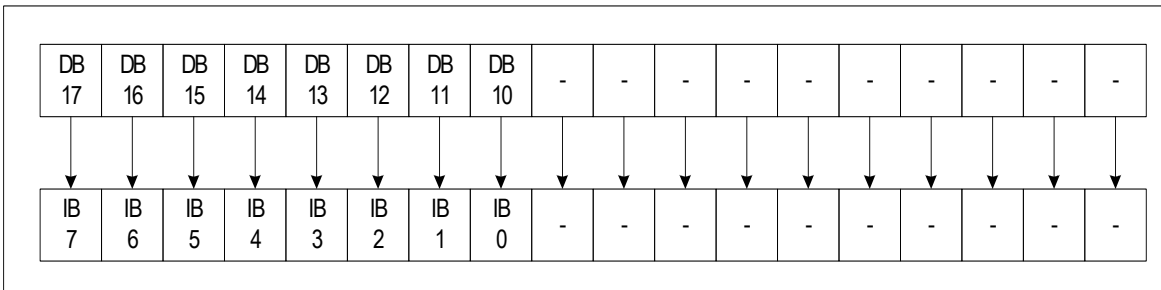 DB DB DB DB DB DB DB DB
17 16 15 14 13 12 11 10 - - - - - - - - - -
IB IB IB IB IB IB IB IB
7 6 5 4 3 2 1 0 - - - - - - - - - -